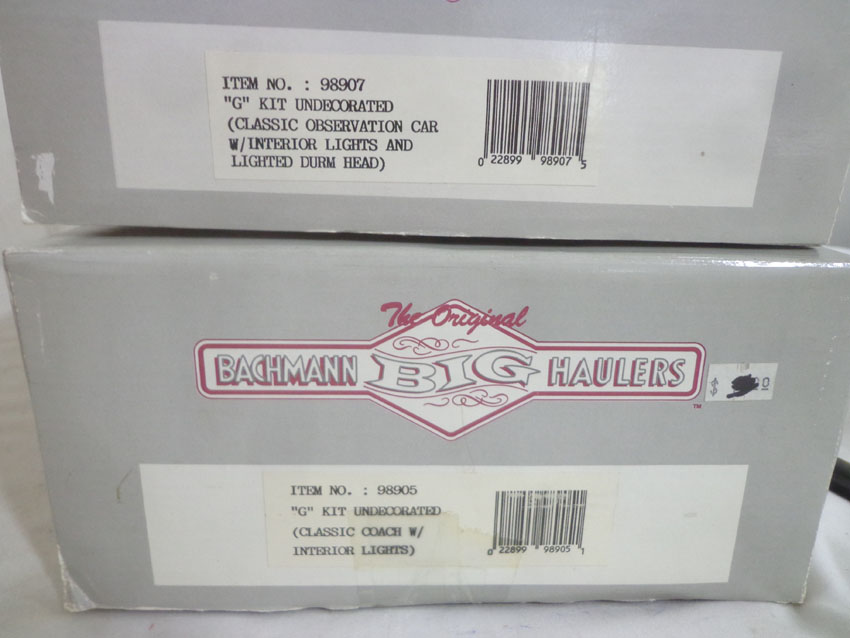 ITEM NO. : 98907
"G" KIT UNDECORATED
(CLASSIC OBSERVATION CAR
W/INTERIOR LIGHTS AND
LIGHTED DURM HEAD)
0 22899 98907 5
The Original
BACHMANN BIG HAULERS
TM
$ 0
ITEM NO. : 98905
"G" KIT UNDECORATED
(CLASSIC COACH W/
INTERIOR LIGHTS)
0 22899 98905 1